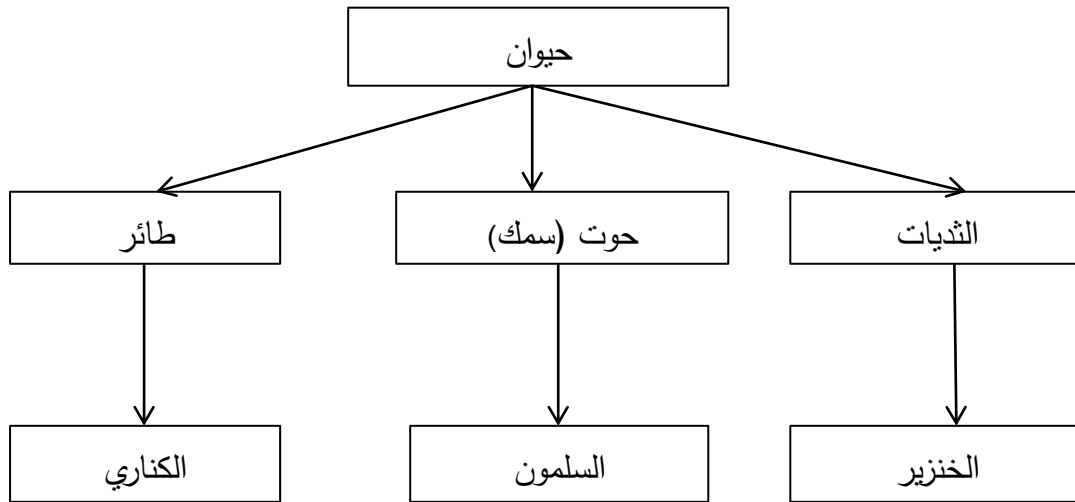 حيوان
الثديات
حوت (سمك)
طائر
الخنزير
السلمون
الكناري